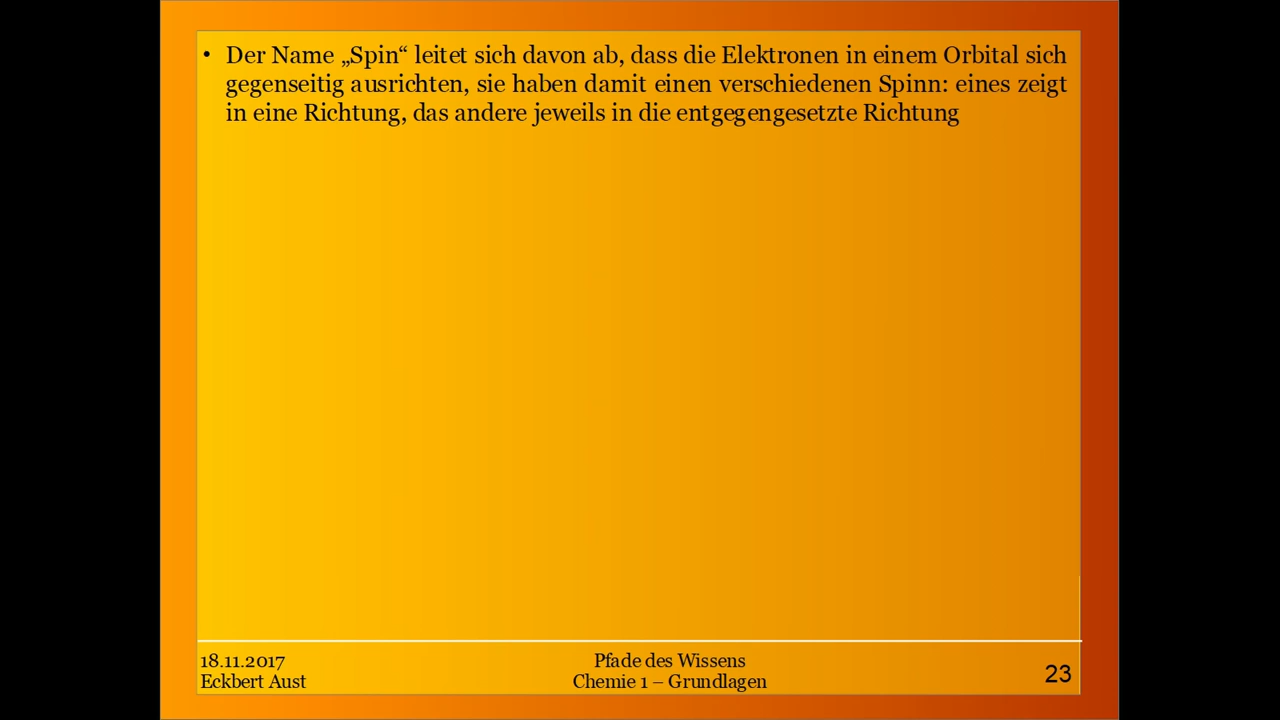 • Der Name „Spin“ leitet sich davon ab, dass die Elektronen in einem Orbital sich
gegenseitig ausrichten, sie haben damit einen verschiedenen Spinn: eines zeigt
in eine Richtung, das andere jeweils in die entgegengesetzte Richtung
18.11.2017
Eckbert Aust
Pfade des Wissens
Chemie 1 – Grundlagen
23